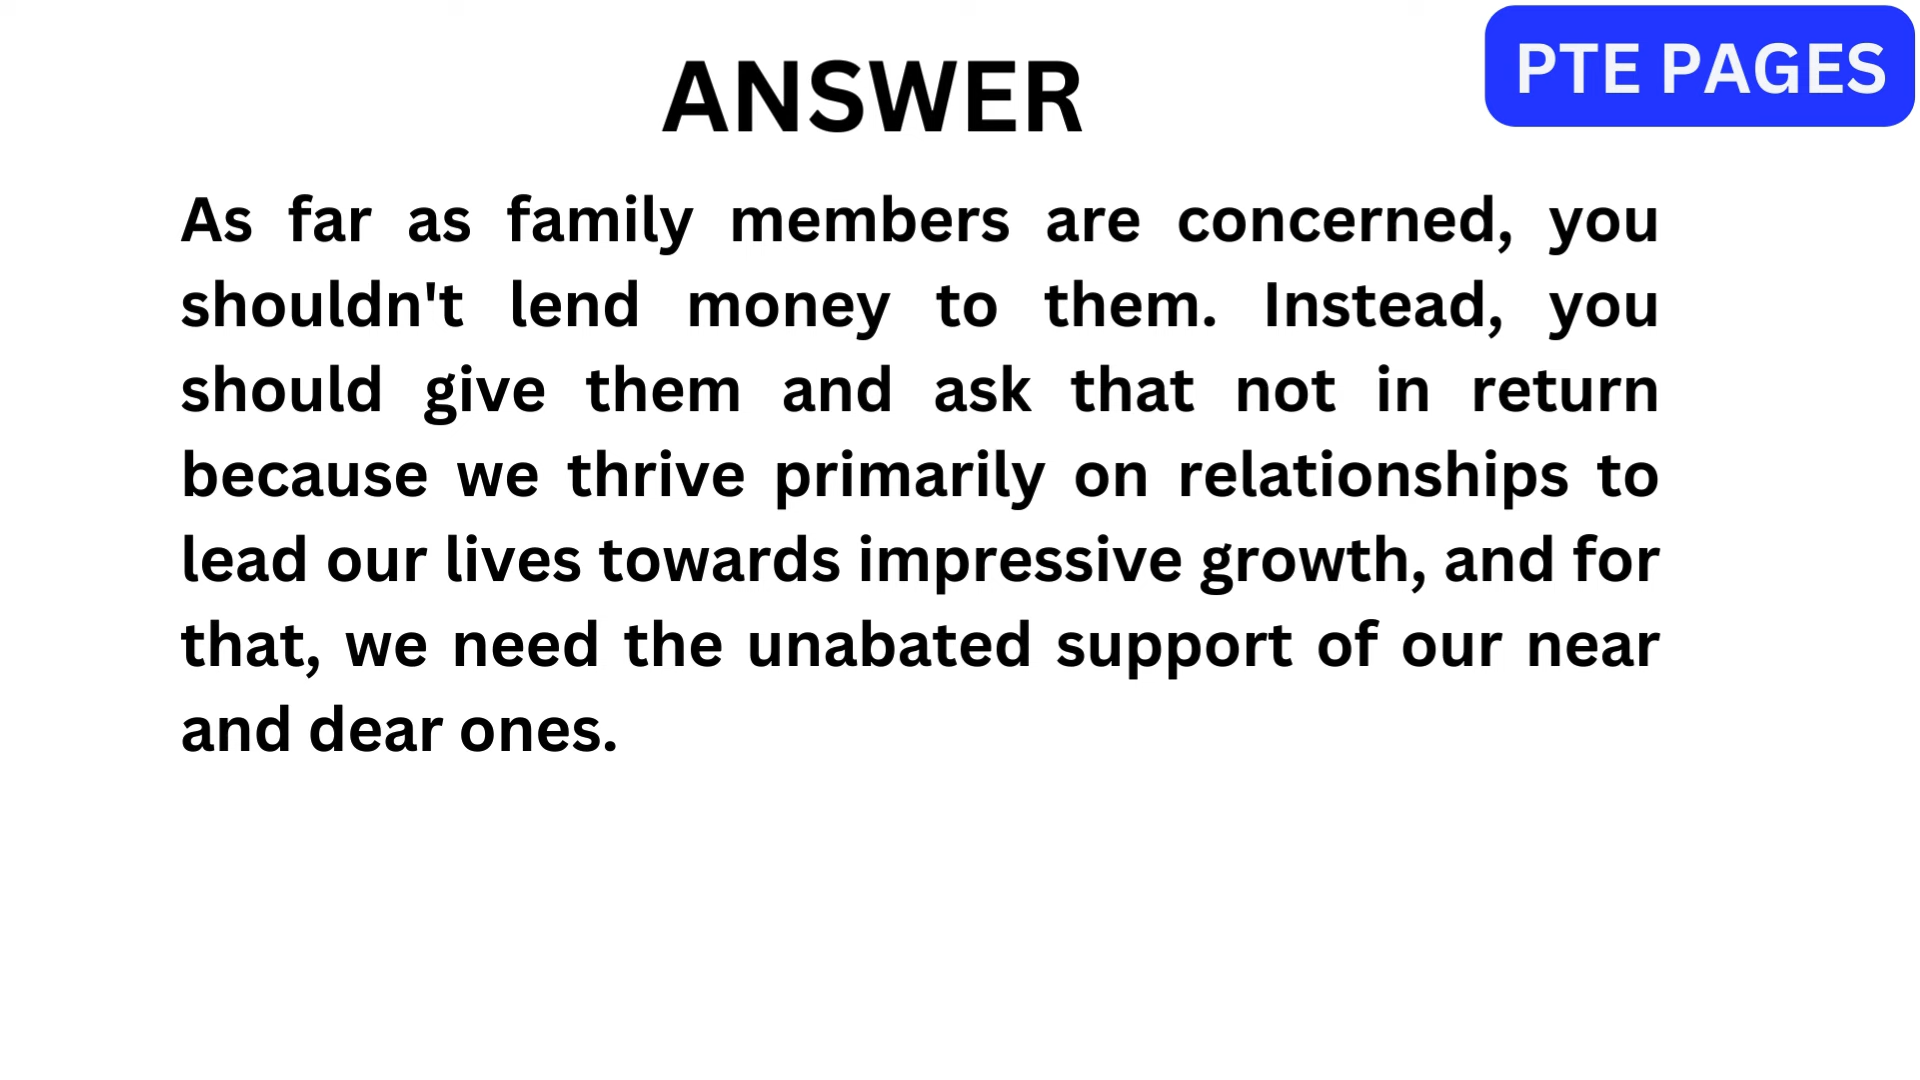 PTE PAGES
ANSWER
As far as family members are concerned, you
shouldn't lend money to them. Instead, you
should give them and ask that not in return
because we thrive primarily on relationships to
lead our lives towards impressive growth, and for
that, we need the unabated support of our near
and dear ones.